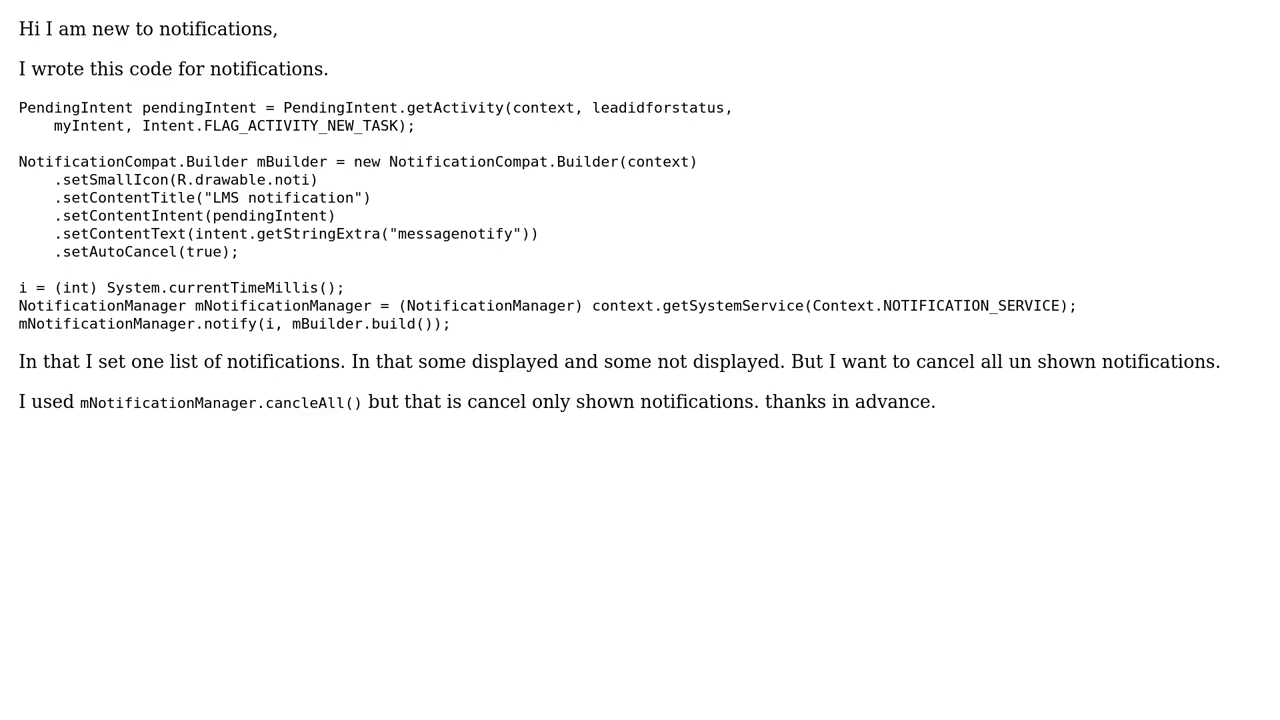 Hi I am new to notifications,
I wrote this code for notifications.
PendingIntent pendingIntent = PendingIntent.getActivity(context, leadidforstatus,
    myIntent, Intent.FLAG_ACTIVITY_NEW_TASK);
NotificationCompat.Builder mBuilder = new NotificationCompat.Builder(context)
    .setSmallIcon(R.drawable.noti)
    .setContentTitle("LMS notification")
    .setContentIntent(pendingIntent)
    .setContentText(intent.getStringExtra("messagenotify"))
    .setAutoCancel(true);
i = (int) System.currentTimeMillis();
NotificationManager mNotificationManager = (NotificationManager) context.getSystemService(Context.NOTIFICATION_SERVICE);
mNotificationManager.notify(i, mBuilder.build());
In that I set one list of notifications. In that some displayed and some not displayed. But I want to cancel all un shown notifications.
I used mNotificationManager.cancleAll() but that is cancel only shown notifications. thanks in advance.